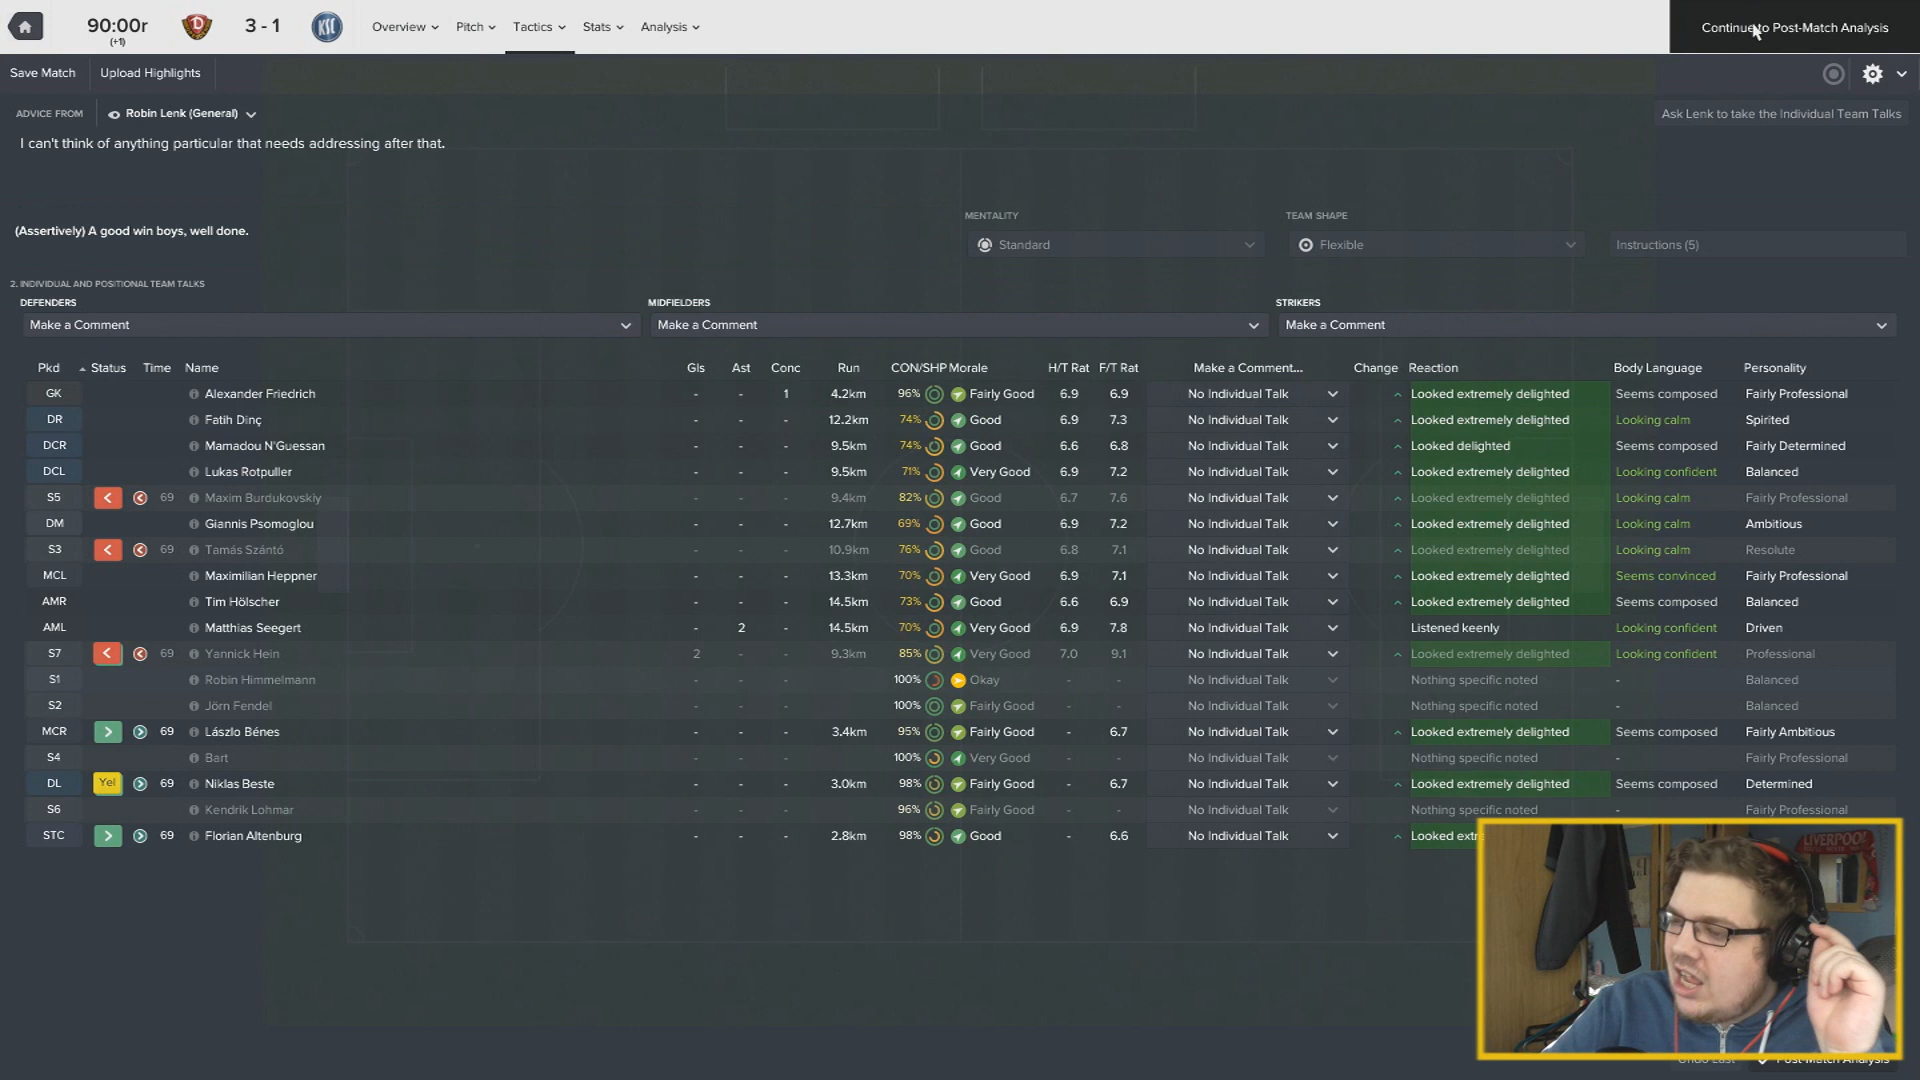 90:00r
(+1)
3 - 1
KSC
Overview
Pitch
Tactics
Stats
Analysis
Continue to Post-Match Analysis
Save Match
Upload Highlights
ADVICE FROM
Robin Lenk (General)
Ask Lenk to take the Individual Team Talks
I can't think of anything particular that needs addressing after that.
(Assertively) A good win boys, well done.
MENTALITY
Standard
TEAM SHAPE
Flexible
Instructions (5)
2. INDIVIDUAL AND POSITIONAL TEAM TALKS
DEFENDERS
MIDFIELDERS
STRIKERS
Make a Comment
Make a Comment
Make a Comment
Pkd Status Time Name Gls Ast Conc Run CON/SHP Morale H/T Rat F/T Rat Make a Comment... Change Reaction Body Language Personality
GK Alexander Friedrich - - 1 4.2km 96% Fairly Good 6.9 6.9 No Individual Talk Looked extremely delighted Seems composed Fairly Professional
DR Fatih Dinç - - - 12.2km 74% Good 6.9 7.3 No Individual Talk Looked extremely delighted Looking calm Spirited
DCR Mamadou N'Guessan - - - 9.5km 74% Good 6.6 6.8 No Individual Talk Looked delighted Seems composed Fairly Determined
DCL Lukas Rotpuller - - - 9.5km 71% Very Good 6.9 7.2 No Individual Talk Looked extremely delighted Looking confident Balanced
S5 69 Maxim Burdukovskiy - - - 9.4km 82% Good 6.7 7.6 No Individual Talk Looked extremely delighted Looking calm Fairly Professional
DM Giannis Psomoglou - - - 12.7km 69% Good 6.9 7.2 No Individual Talk Looked extremely delighted Looking calm Ambitious
S3 69 Tamás Szántó - - - 10.9km 76% Good 6.8 7.1 No Individual Talk Looked extremely delighted Looking calm Resolute
MCL Maximilian Heppner - - - 13.3km 70% Very Good 6.9 7.1 No Individual Talk Looked extremely delighted Seems convinced Fairly Professional
AMR Tim Hölscher - - - 14.5km 73% Good 6.6 6.9 No Individual Talk Looked extremely delighted Seems composed Balanced
AML Matthias Seegert - 2 - 14.5km 70% Very Good 6.9 7.8 No Individual Talk Listened keenly Looking confident Driven
S7 69 Yannick Hein 2 - - 9.3km 85% Very Good 7.0 9.1 No Individual Talk Looked extremely delighted Looking confident Professional
S1 Robin Himmelmann - - - 100% Okay - - No Individual Talk Nothing specific noted - Balanced
S2 Jörn Fendel - - - 100% Fairly Good - - No Individual Talk Nothing specific noted - Balanced
MCR 69 Lászlo Bénes - - - 3.4km 95% Fairly Good - 6.7 No Individual Talk Looked extremely delighted Seems composed Fairly Ambitious
S4 Bart - - - 100% Very Good - - No Individual Talk Nothing specific noted - Fairly Professional
DL Yel 69 Niklas Beste - - - 3.0km 98% Fairly Good - 6.7 No Individual Talk Looked extremely delighted Seems composed Determined
S6 Kendrik Lohmar - - - 96% Fairly Good - - No Individual Talk Nothing specific noted - Fairly Professional
STC 69 Florian Altenburg - - - 2.8km 98% Good - 6.6 No Individual Talk Looked ext
LIVERPOOL
Undo Last
Post-Match Analysis